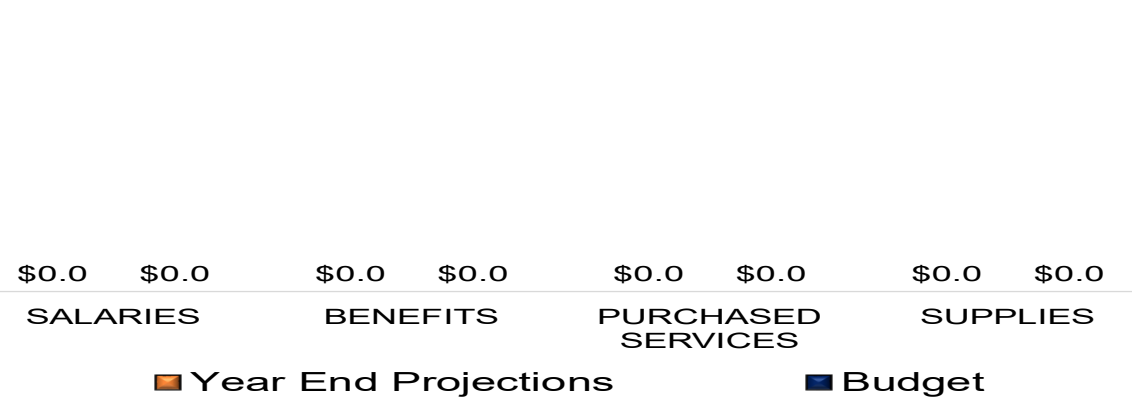 $0.0 $0.0 $0.0 $0.0 $0.0 $0.0 $0.0 $0.0
SALARIES BENEFITS PURCHASED SUPPLIES
SERVICES
Year End Projections Budget